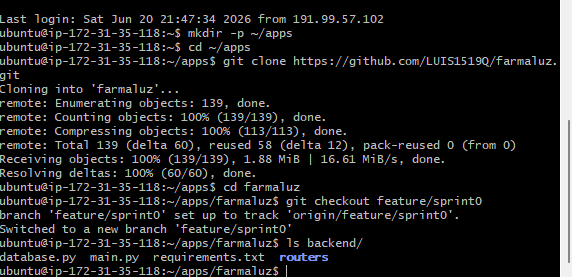 Last login: Sat Jun 20 21:47:34 2026 from 191.99.57.102
ubuntu@ip-172-31-35-118:~$ mkdir -p ~/apps
ubuntu@ip-172-31-35-118:~$ cd ~/apps
ubuntu@ip-172-31-35-118:~/apps$ git clone https://github.com/LUIS1519Q/farmaluz.
git
Cloning into 'farmaluz'...
remote: Enumerating objects: 139, done.
remote: Counting objects: 100% (139/139), done.
remote: Compressing objects: 100% (113/113), done.
remote: Total 139 (delta 60), reused 58 (delta 12), pack-reused 0 (from 0)
Receiving objects: 100% (139/139), 1.88 MiB | 16.61 MiB/s, done.
Resolving deltas: 100% (60/60), done.
ubuntu@ip-172-31-35-118:~/apps$ cd farmaluz
ubuntu@ip-172-31-35-118:~/apps/farmaluz$ git checkout feature/sprint0
branch 'feature/sprint0' set up to track 'origin/feature/sprint0'.
Switched to a new branch 'feature/sprint0'
ubuntu@ip-172-31-35-118:~/apps/farmaluz$ ls backend/
database.py  main.py  requirements.txt  routers
ubuntu@ip-172-31-35-118:~/apps/farmaluz$